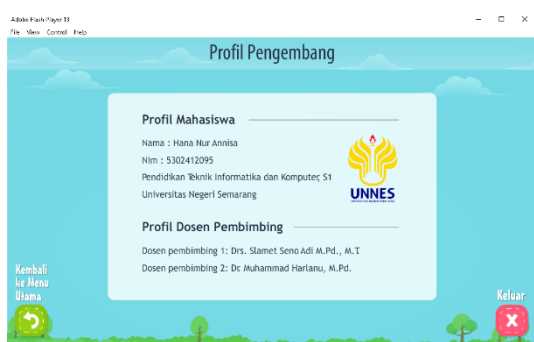 Adobe Flash Player 13
File View Control Help
Profil Pengembang
Profil Mahasiswa
Nama : Hana Nur Annisa
Nim : 5302412095
Pendidikan Teknik Informatika dan Komputer, S1
Universitas Negeri Semarang
UNNES
Profil Dosen Pembimbing
Dosen pembimbing 1: Drs. Slamet Seno Adi M.Pd., M.T
Dosen pembimbing 2: Dr. Muhammad Harlanu, M.Pd.
Kembali
ke Menu
Utama
Keluar